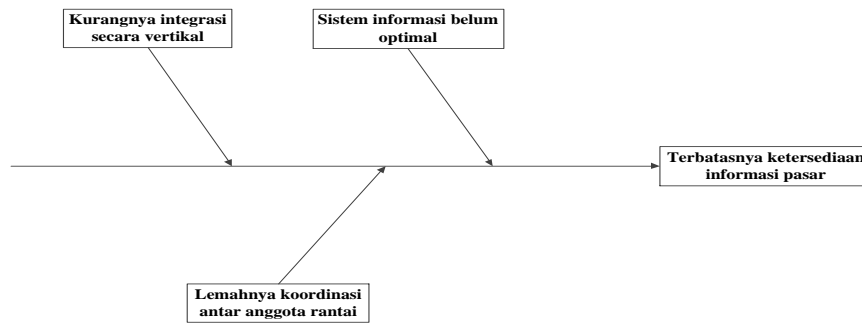 Kurangnya integrasi
secara vertikal
Sistem informasi belum
optimal
Terbatasnya ketersediaan
informasi pasar
Lemahnya koordinasi
antar anggota rantai